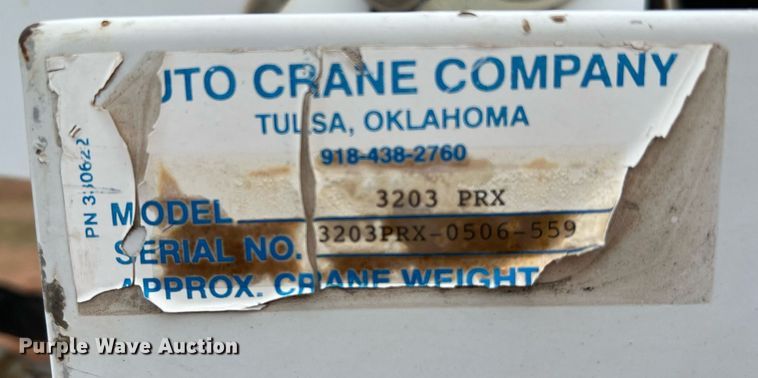 UTO CRANE COMPANY
TULSA, OKLAHOMA
918-438-2760
MODEL 3203 PRX
SERIAL NO. 3203PRX-0506-559
APPROX. CRANE WEIGHT
PN 330622
Purple Wave Auction